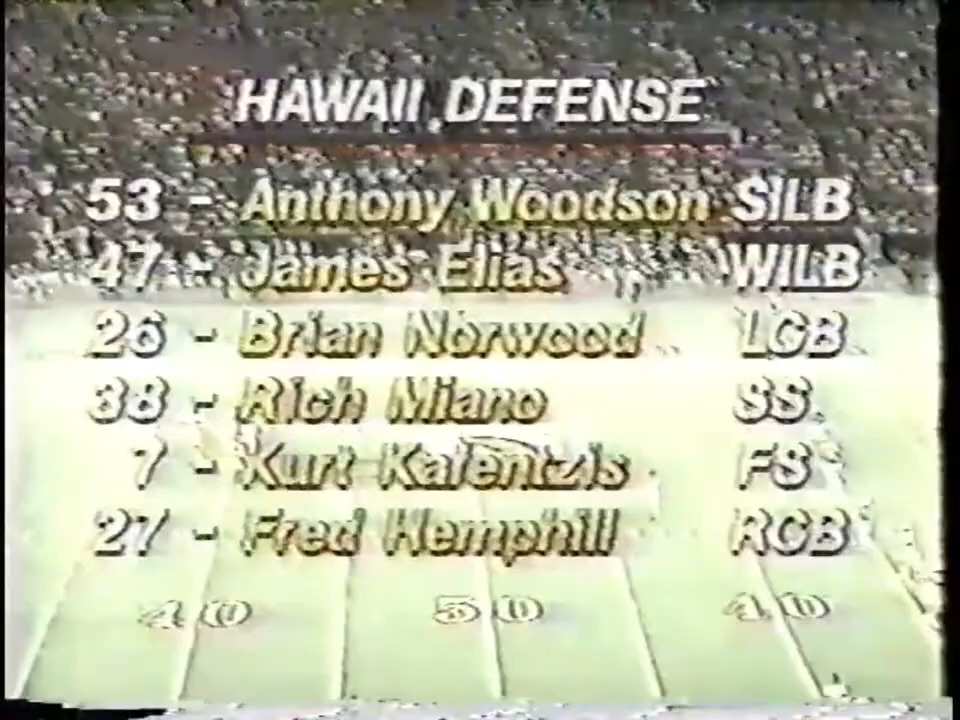 HAWAII DEFENSE
53 - Anthony Woodson SILB
47 - James Elias WILB
26 - Brian Norwood LCB
38 - Rich Miano SS
7 - Kurt Kafentzis FS
27 - Fred Hemphill RCB
40 50 40